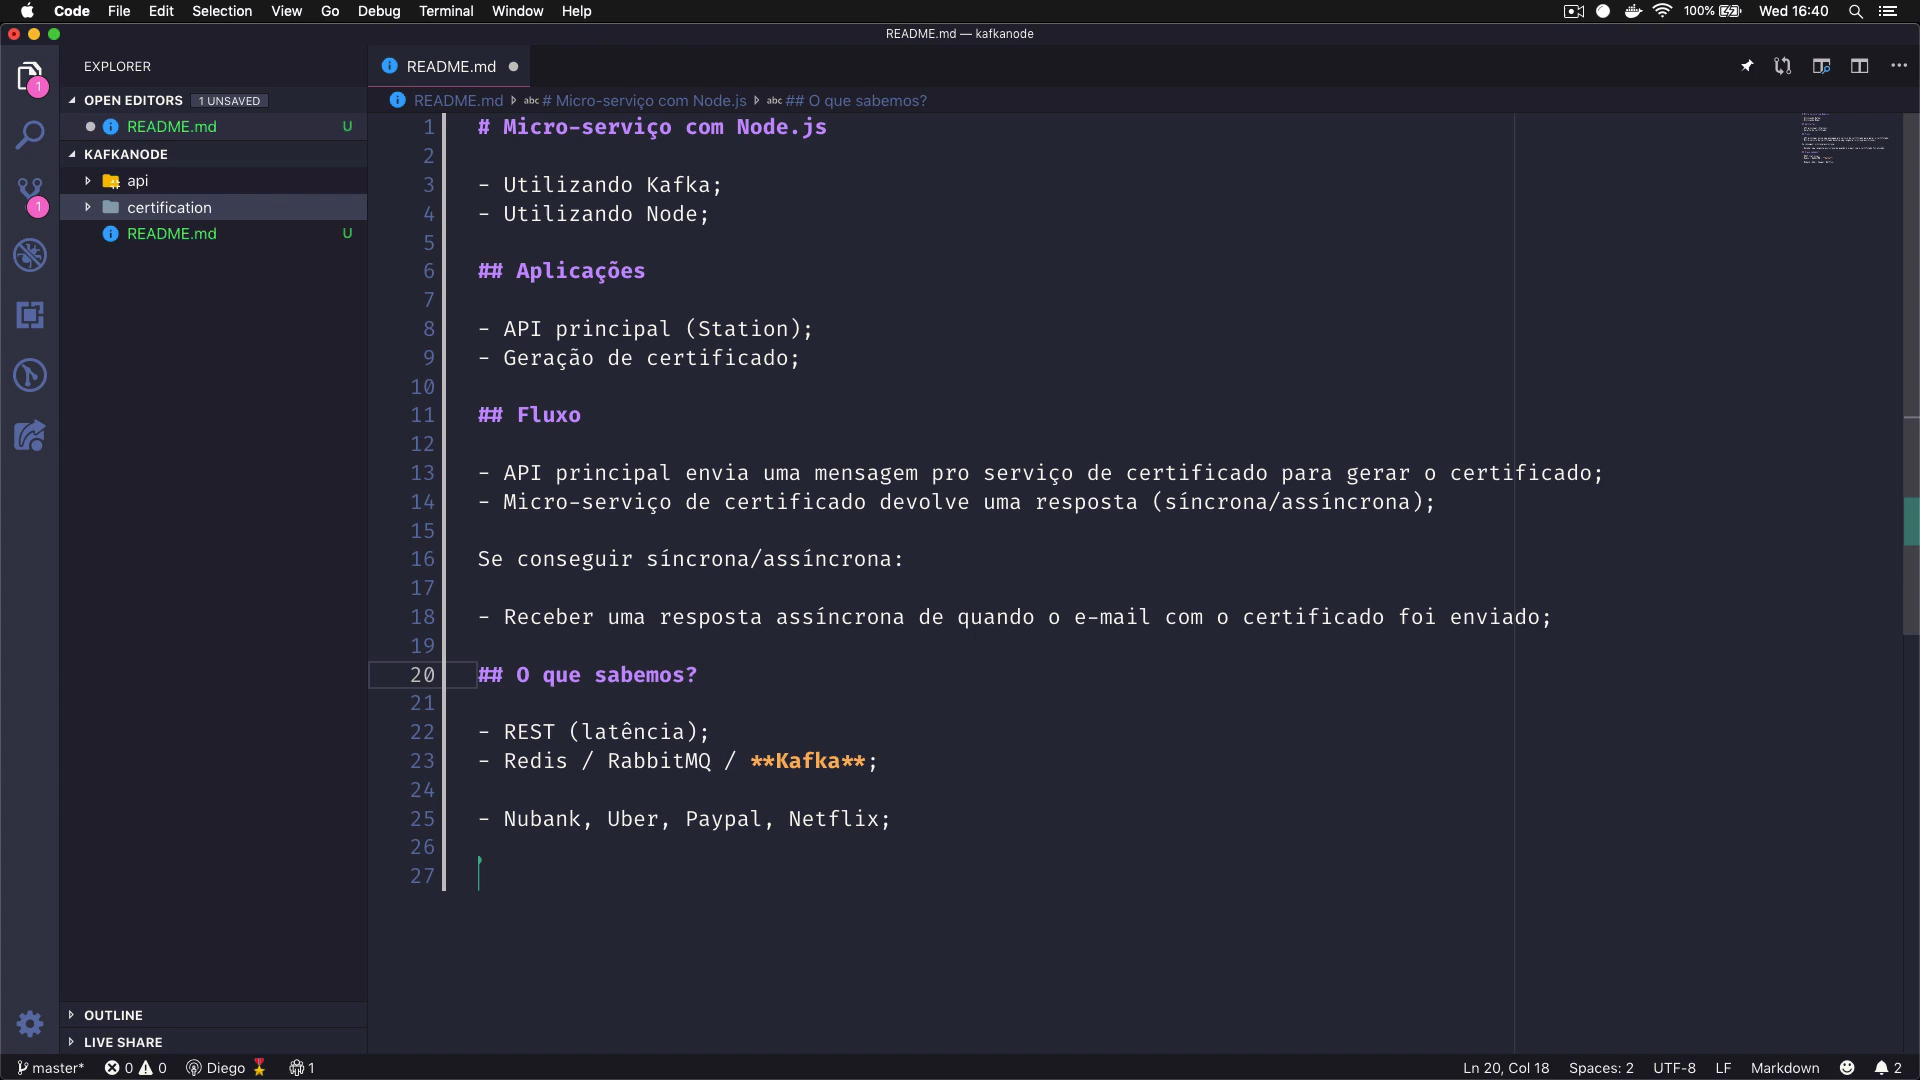 Code File Edit Selection View Go Debug Terminal Window Help 100% Wed 16:40
README.md — kafkanode
EXPLORER
README.md
OPEN EDITORS 1 UNSAVED
README.md # Micro-serviço com Node.js ## O que sabemos?
README.md U
KAFKANODE
api
certification
README.md U
1 # Micro-serviço com Node.js
2
3 - Utilizando Kafka;
4 - Utilizando Node;
5
6 ## Aplicações
7
8 - API principal (Station);
9 - Geração de certificado;
10
11 ## Fluxo
12
13 - API principal envia uma mensagem pro serviço de certificado para gerar o certificado;
14 - Micro-serviço de certificado devolve uma resposta (síncrona/assíncrona);
15
16 Se conseguir síncrona/assíncrona:
17
18 - Receber uma resposta assíncrona de quando o e-mail com o certificado foi enviado;
19
20 ## O que sabemos?
21
22 - REST (latência);
23 - Redis / RabbitMQ / **Kafka**;
24
25 - Nubank, Uber, Paypal, Netflix;
26
27
1
1
OUTLINE
LIVE SHARE
master* 0 0 Diego 1 Ln 20, Col 18 Spaces: 2 UTF-8 LF Markdown 2